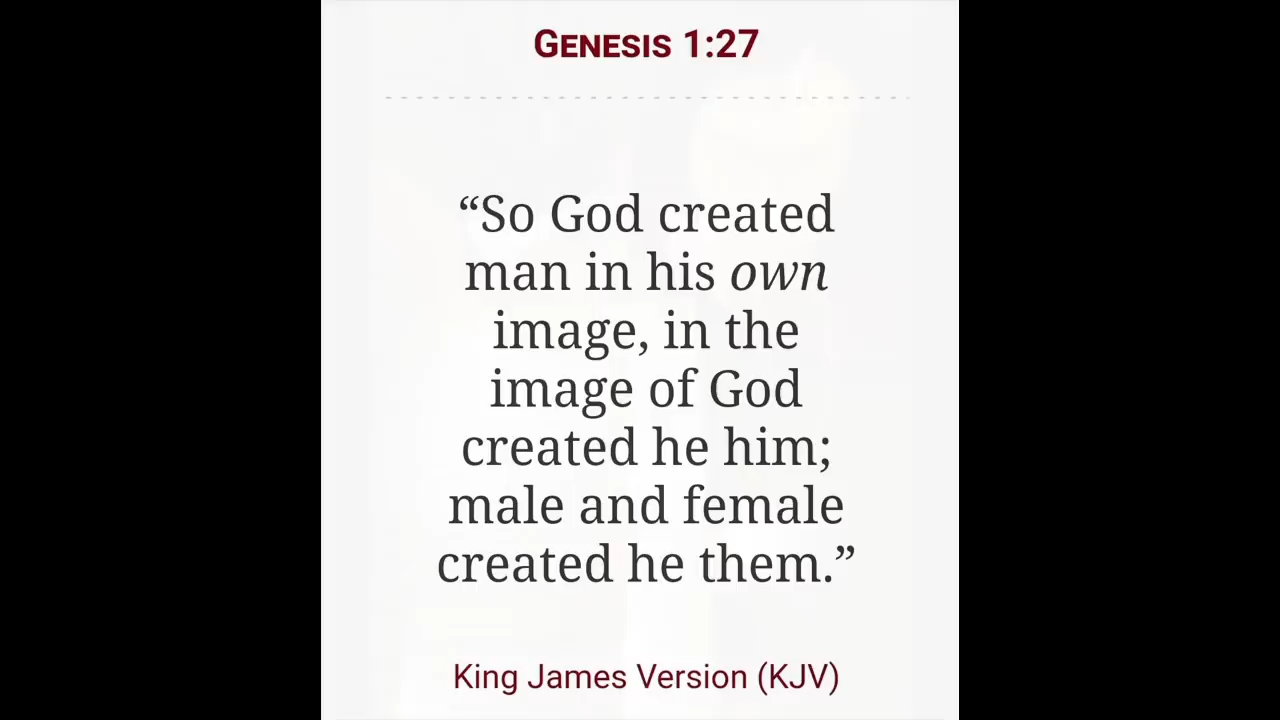 GENESIS 1:27
“So God created
man in his own
image, in the
image of God
created he him;
male and female
created he them.”
King James Version (KJV)